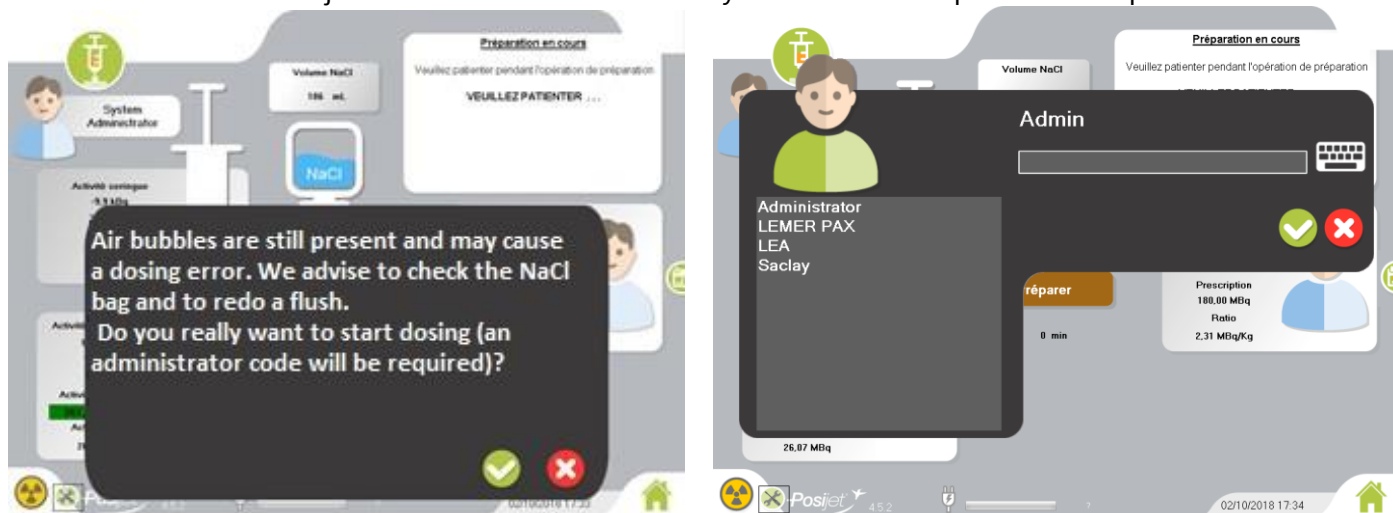 Préparation en cours
Veuillez patienter pendant l'opération de préparation
VEUILLEZ PATIENTER ...
Volume NaCl
186 mL
NaCl
E
System
Administrator
Activité seringue
-9,9 kBq
Air bubbles are still present and may cause
a dosing error. We advise to check the NaCl
bag and to redo a flush.
Do you really want to start dosing (an
administrator code will be required)?
02/10/2018 17:33
E
Préparation en cours
Veuillez patienter pendant l'opération de préparation
Volume NaCl
Admin
Administrator
LEMER PAX
LEA
Saclay
réparer
0 min
Prescription
180,00 MBq
Ratio
2,31 MBq/Kg
26,07 MBq
Posijet 4.5.2
?
02/10/2018 17:34